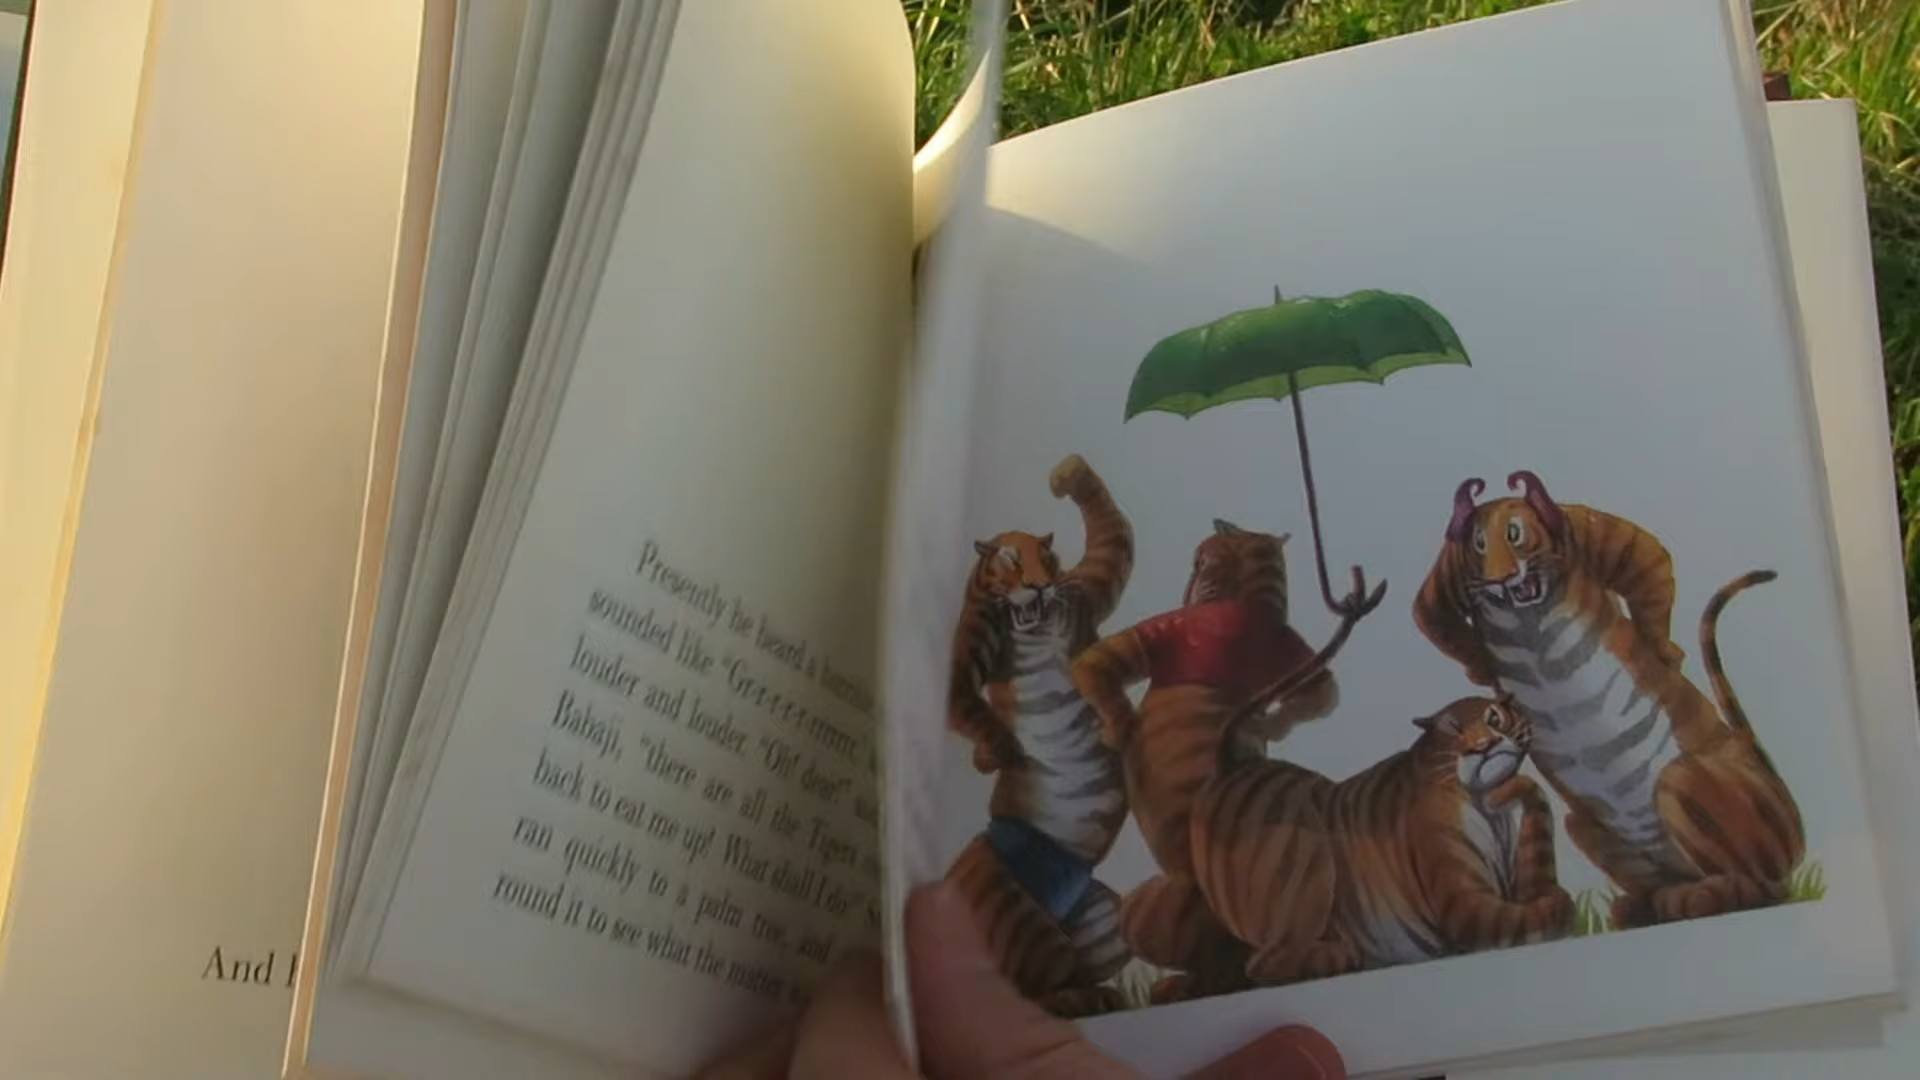 And
Presently he heard a
sounded like "Gr-r-r-r-rrrrr,
louder and louder. "Oh! dear!"
Babaji, "there are all the Tigers
back to eat me up! What shall I do"
ran quickly to a palm tree, and
round it to see what the matter